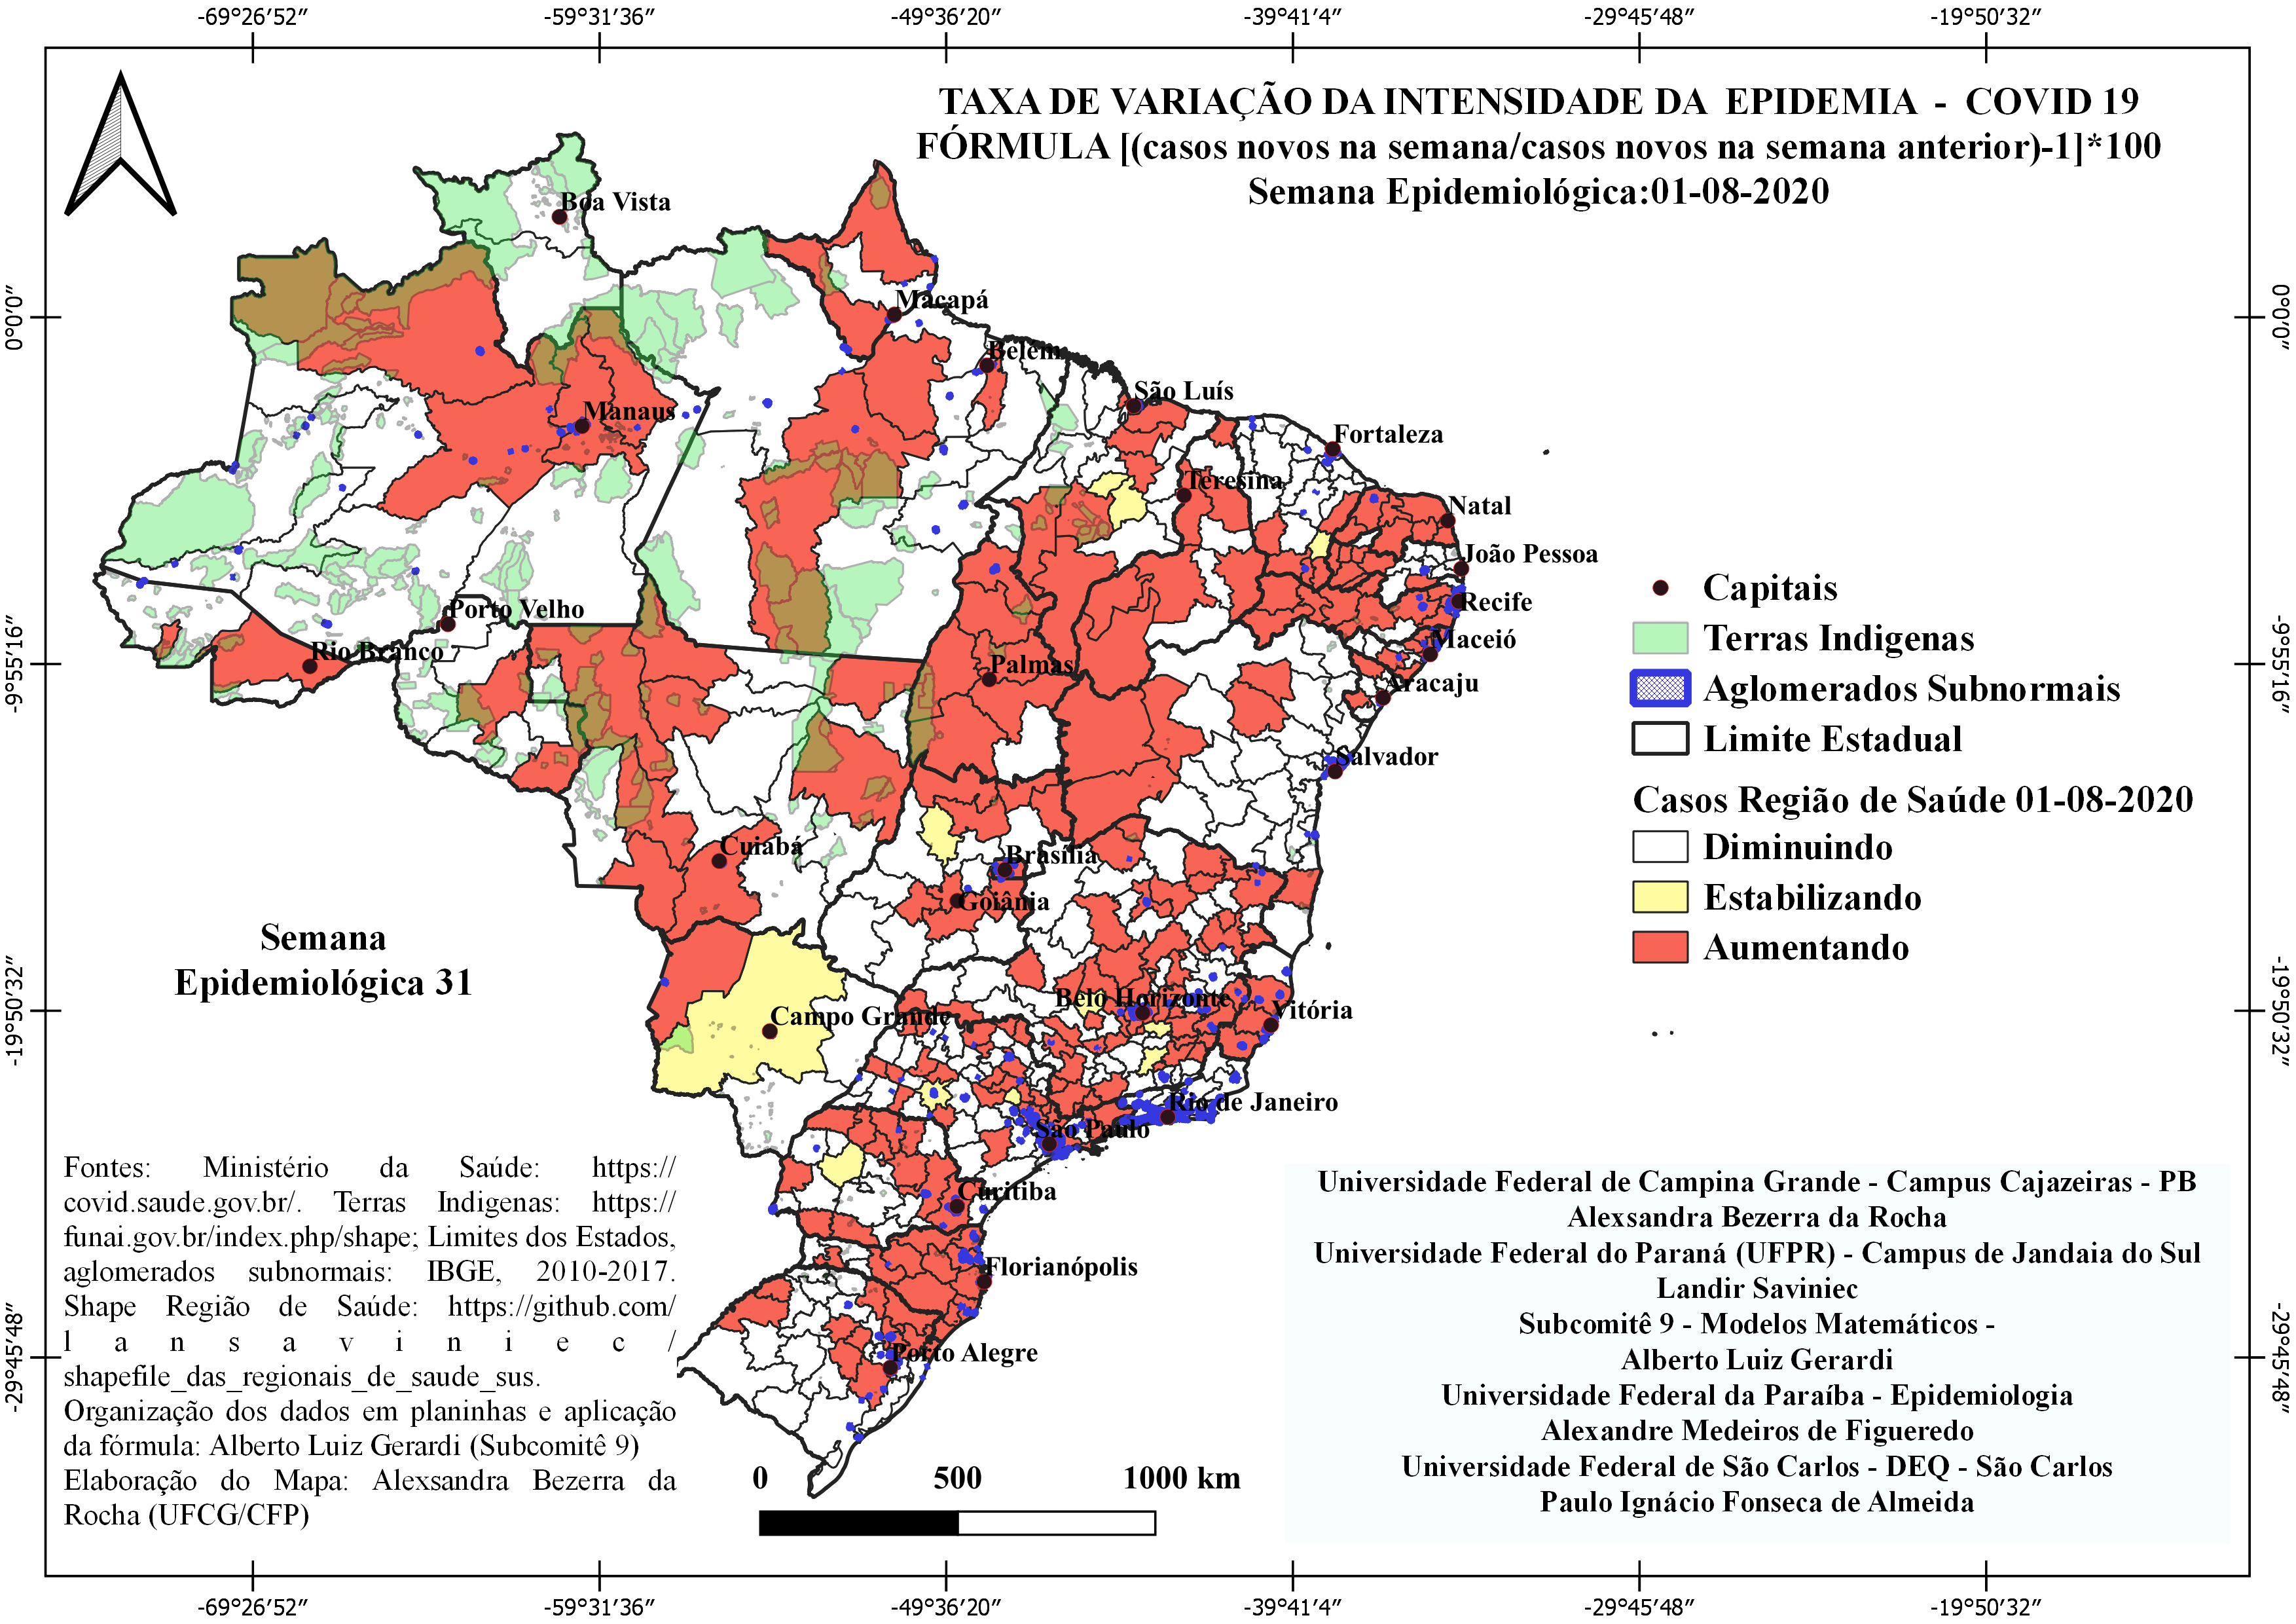 -69°26′52″
-59°31′36″
-49°36′20″
-39°41′4″
-29°45′48″
-19°50′32″
TAXA DE VARIAÇÃO DA INTENSIDADE DA EPIDEMIA - COVID 19
FÓRMULA [(casos novos na semana/casos novos na semana anterior)-1]*100
Semana Epidemiológica:01-08-2020
Boa Vista
Macapá
Belém
São Luís
Manaus
Fortaleza
Teresina
Natal
João Pessoa
Recife
Porto Velho
Maceió
Rio Branco
Palmas
Aracaju
Salvador
Cuiabá
Brasília
Goiânia
Campo Grande
Belo Horizonte
Vitória
Rio de Janeiro
São Paulo
Curitiba
Florianópolis
Porto Alegre
0°0′0″
-9°55′16″
-19°50′32″
-29°45′48″
0°0′0″
-9°55′16″
-19°50′32″
-29°45′48″
Capitais
Terras Indigenas
Aglomerados Subnormais
Limite Estadual
Casos Região de Saúde 01-08-2020
Diminuindo
Estabilizando
Aumentando
Semana
Epidemiológica 31
Fontes: Ministério da Saúde: https://
covid.saude.gov.br/. Terras Indigenas: https://
funai.gov.br/index.php/shape; Limites dos Estados,
aglomerados subnormais: IBGE, 2010-2017.
Shape Região de Saúde: https://github.com/
l a n s a v i n i e c /
shapefile_das_regionais_de_saude_sus.
Organização dos dados em planinhas e aplicação
da fórmula: Alberto Luiz Gerardi (Subcomitê 9)
Elaboração do Mapa: Alexsandra Bezerra da
Rocha (UFCG/CFP)
0 500 1000 km
Universidade Federal de Campina Grande - Campus Cajazeiras - PB
Alexsandra Bezerra da Rocha
Universidade Federal do Paraná (UFPR) - Campus de Jandaia do Sul
Landir Saviniec
Subcomitê 9 - Modelos Matemáticos -
Alberto Luiz Gerardi
Universidade Federal da Paraíba - Epidemiologia
Alexandre Medeiros de Figueredo
Universidade Federal de São Carlos - DEQ - São Carlos
Paulo Ignácio Fonseca de Almeida
-69°26′52″
-59°31′36″
-49°36′20″
-39°41′4″
-29°45′48″
-19°50′32″